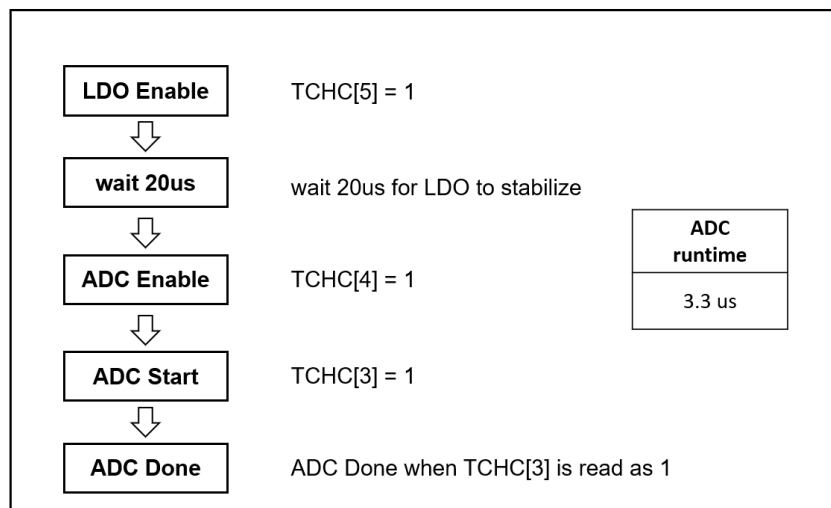 LDO Enable
TCHC[5] = 1
wait 20us
wait 20us for LDO to stabilize
ADC
runtime
ADC Enable
TCHC[4] = 1
3.3 us
ADC Start
TCHC[3] = 1
ADC Done
ADC Done when TCHC[3] is read as 1